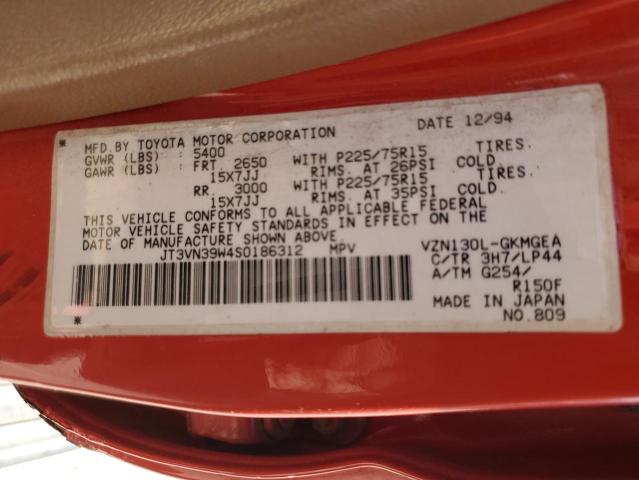 * MFD.BY TOYOTA MOTOR CORPORATION DATE 12/94
GVWR (LBS) : 5400
GAWR (LBS) : FRT. 2650 WITH P225/75R15 TIRES.
15X7JJ RIMS. AT 26PSI COLD.
RR. 3000 WITH P225/75R15 TIRES.
15X7JJ RIMS. AT 35PSI COLD.
THIS VEHICLE CONFORMS TO ALL APPLICABLE FEDERAL
MOTOR VEHICLE SAFETY STANDARDS IN EFFECT ON THE
DATE OF MANUFACTURE SHOWN ABOVE
JT3VN39W4S0186312 MPV VZN130L-GKMGEA
C/TR 3H7/LP44
A/TM G254/
R150F
MADE IN JAPAN
* NO.809